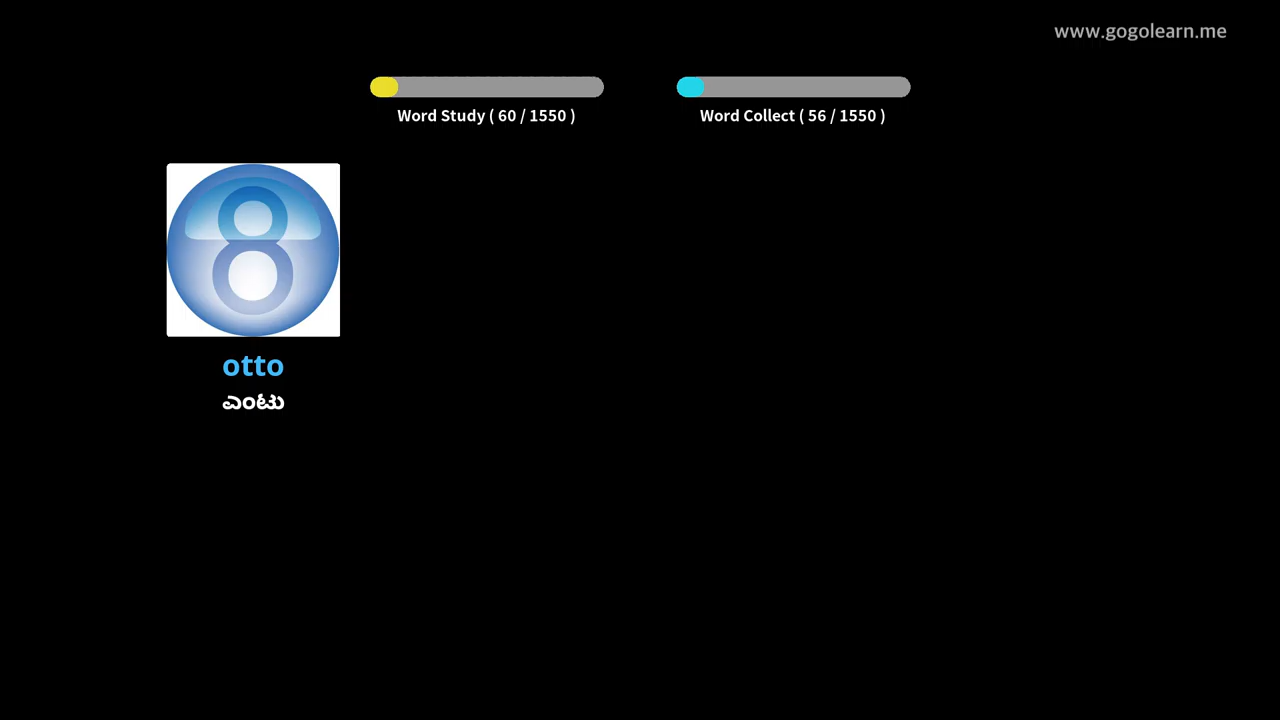 www.gogolearn.me
Word Study ( 60 / 1550 )
Word Collect ( 56 / 1550 )
8
otto
ಎಂಟು